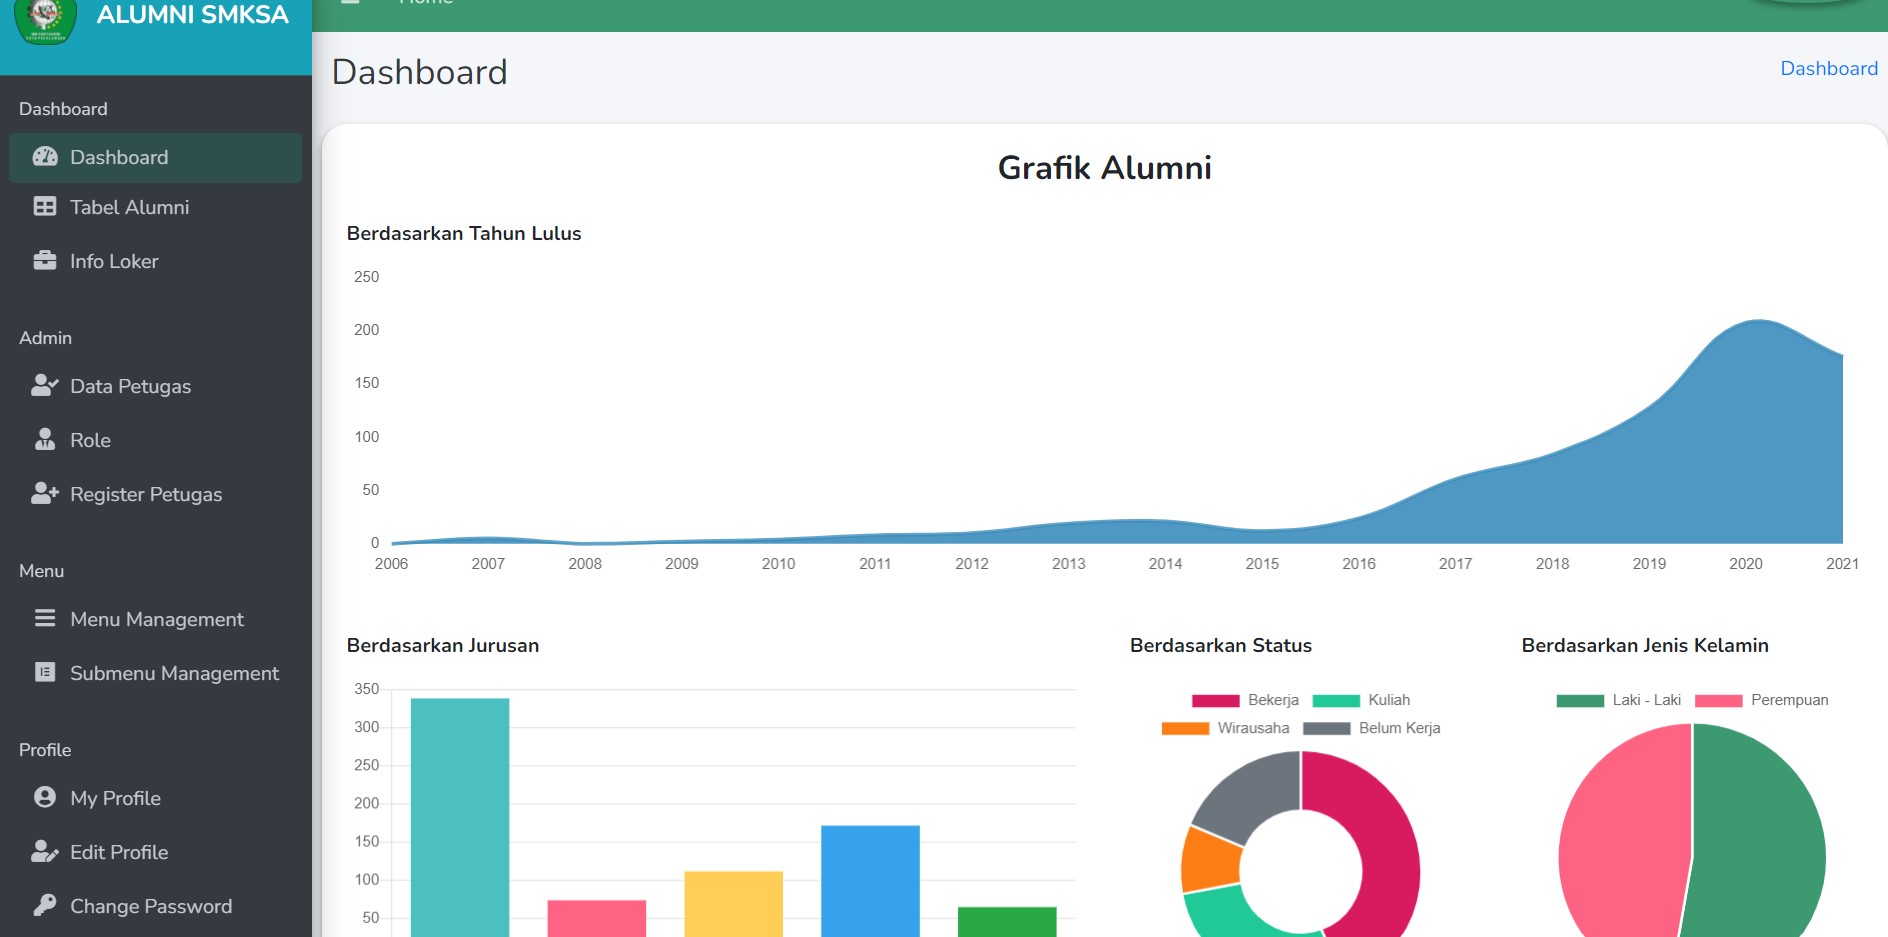 ALUMNI SMKSA
Home
Dashboard
Dashboard
Dashboard
Dashboard
Tabel Alumni
Info Loker
Admin
Data Petugas
Role
Register Petugas
Menu
Menu Management
Submenu Management
Profile
My Profile
Edit Profile
Change Password
Grafik Alumni
Berdasarkan Tahun Lulus
250
200
150
100
50
0
2006 2007 2008 2009 2010 2011 2012 2013 2014 2015 2016 2017 2018 2019 2020 2021
Berdasarkan Jurusan
350
300
250
200
150
100
50
Berdasarkan Status
Bekerja Kuliah
Wirausaha Belum Kerja
Berdasarkan Jenis Kelamin
Laki - Laki Perempuan